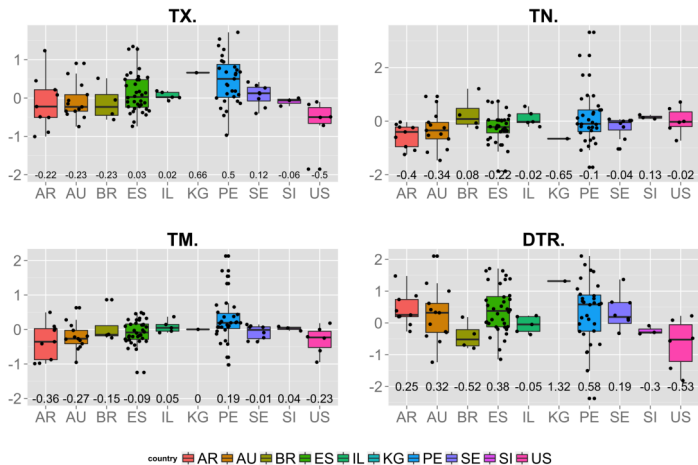 TX.
1
0
-1
-0.22 -0.23 -0.23 0.03 0.02 0.66 0.5 0.12 -0.06 -0.5
AR AU BR ES IL KG PE SE SI US
TN.
2
0
-2
-0.4 -0.34 0.08 -0.22 -0.02 -0.65 -0.1 -0.04 0.13 -0.02
AR AU BR ES IL KG PE SE SI US
TM.
2
1
0
-1
-2
-0.36 -0.27 -0.15 -0.09 0.05 0 0.19 -0.01 0.04 -0.23
AR AU BR ES IL KG PE SE SI US
DTR.
2
1
0
-1
-2
0.25 0.32 -0.52 0.38 -0.05 1.32 0.58 0.19 -0.3 -0.53
AR AU BR ES IL KG PE SE SI US
country AR AU BR ES IL KG PE SE SI US